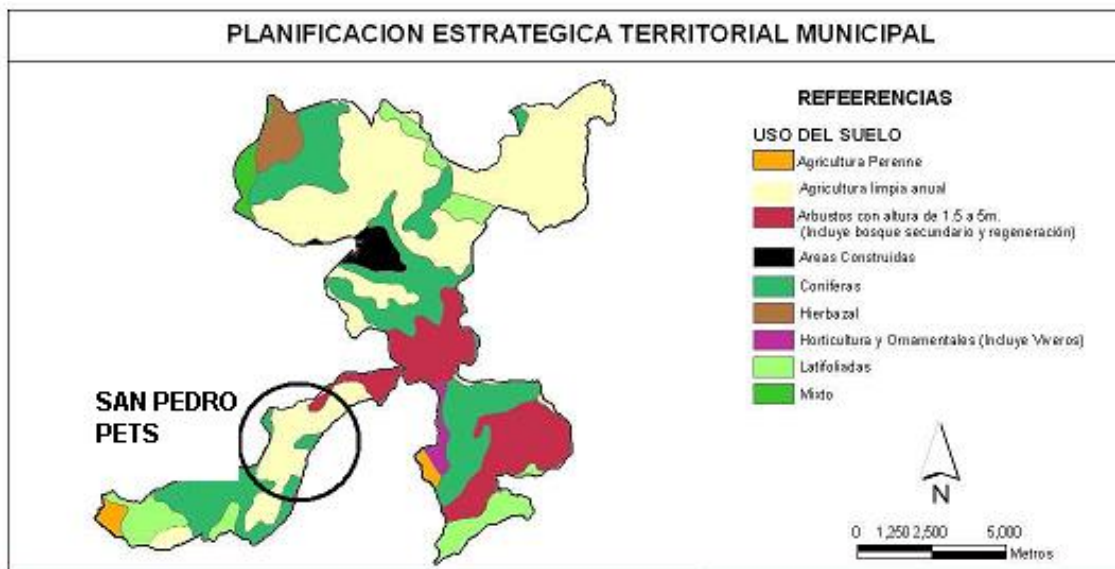 PLANIFICACION ESTRATEGICA TERRITORIAL MUNICIPAL
REFEERENCIAS
USO DEL SUELO
Agricultura Perenne
Agricultura limpia anual
Arbustos con altura de 1.5 a 5m.
(Incluye bosque secundario y regeneración)
Areas Construidas
Coníferas
Hierbazal
Horticultura y Ornamentales (Incluye Viveros)
Latifoliadas
Mixto
SAN PEDRO
PETS
N
0 1,250 2,500 5,000
Metros